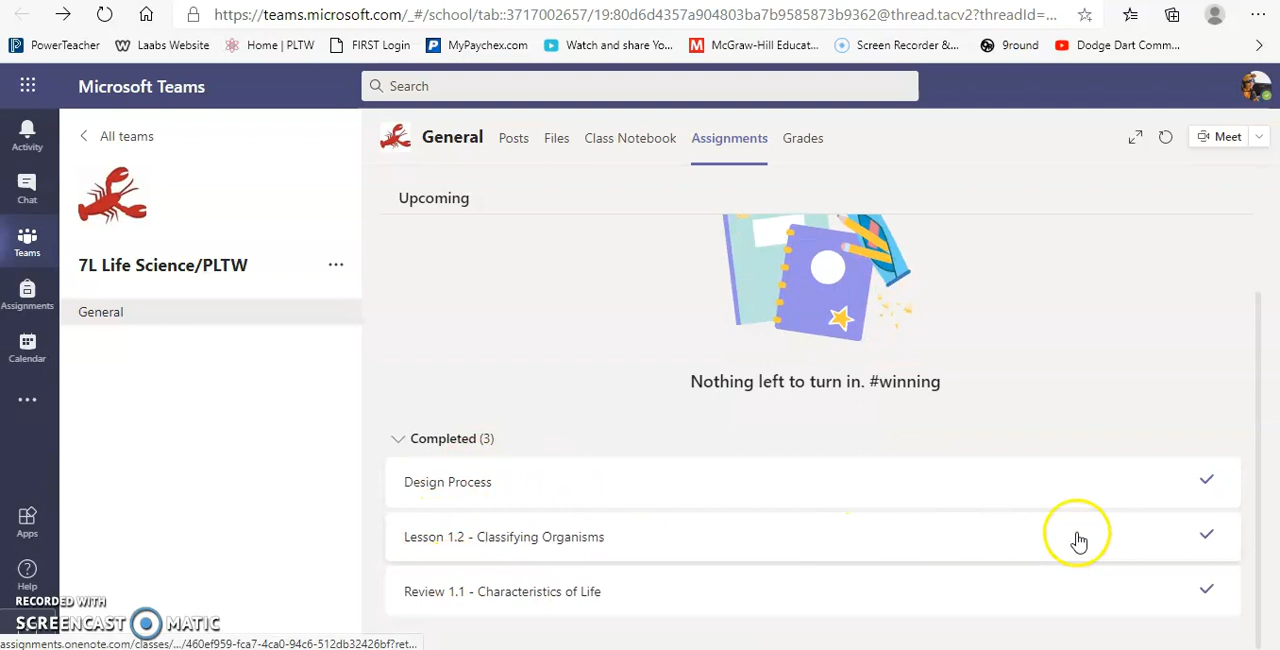 https://teams.microsoft.com/_#/school/tab::3717002657/19:80d6d4357a904803ba7b9585873b9362@thread.tacv2?threadId=...
PowerTeacher
Laabs Website
Home | PLTW
FIRST Login
MyPaychex.com
Watch and share Yo...
McGraw-Hill Educat...
Screen Recorder &...
9round
Dodge Dart Comm...
Microsoft Teams
Search
Activity
Chat
Teams
Assignments
Calendar
Apps
Help
All teams
7L Life Science/PLTW
General
General
Posts
Files
Class Notebook
Assignments
Grades
Meet
Upcoming
Nothing left to turn in. #winning
Completed (3)
Design Process
Lesson 1.2 - Classifying Organisms
Review 1.1 - Characteristics of Life
RECORDED WITH
SCREENCAST MATIC
assignments.onenote.com/classes/.../460ef959-fca7-4ca0-94c6-512db32426bf?ret...